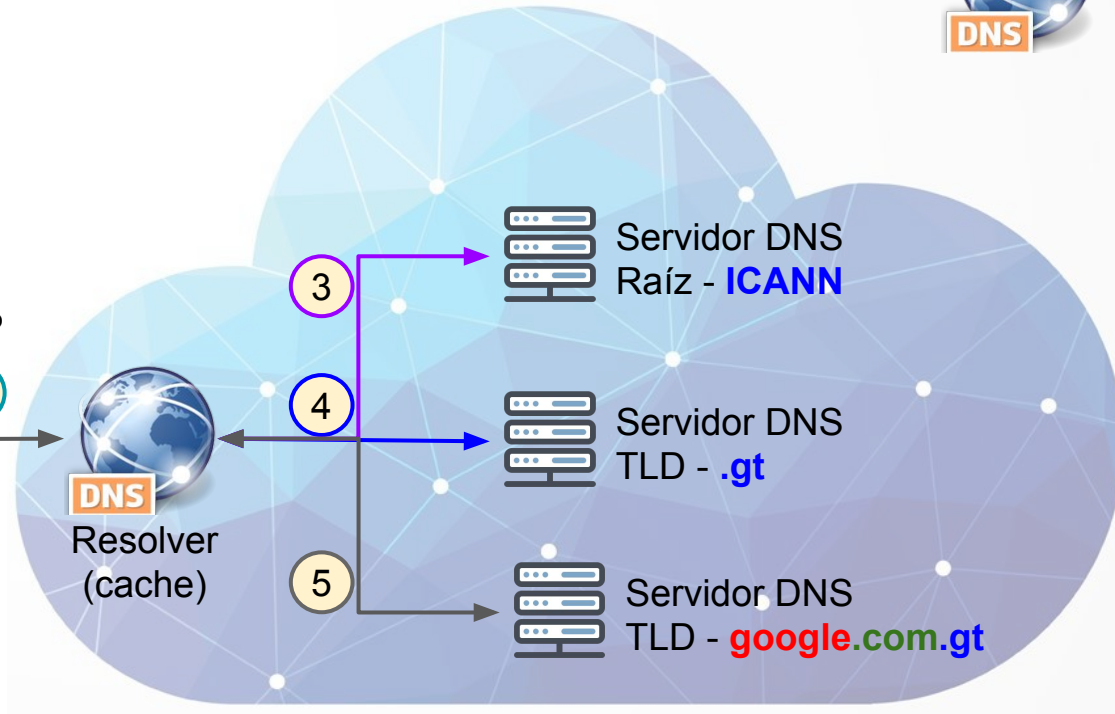 DNS
3
Servidor DNS
Raíz - ICANN
4
Servidor DNS
TLD - .gt
DNS
Resolver
(cache)
5
Servidor DNS
TLD - google.com.gt